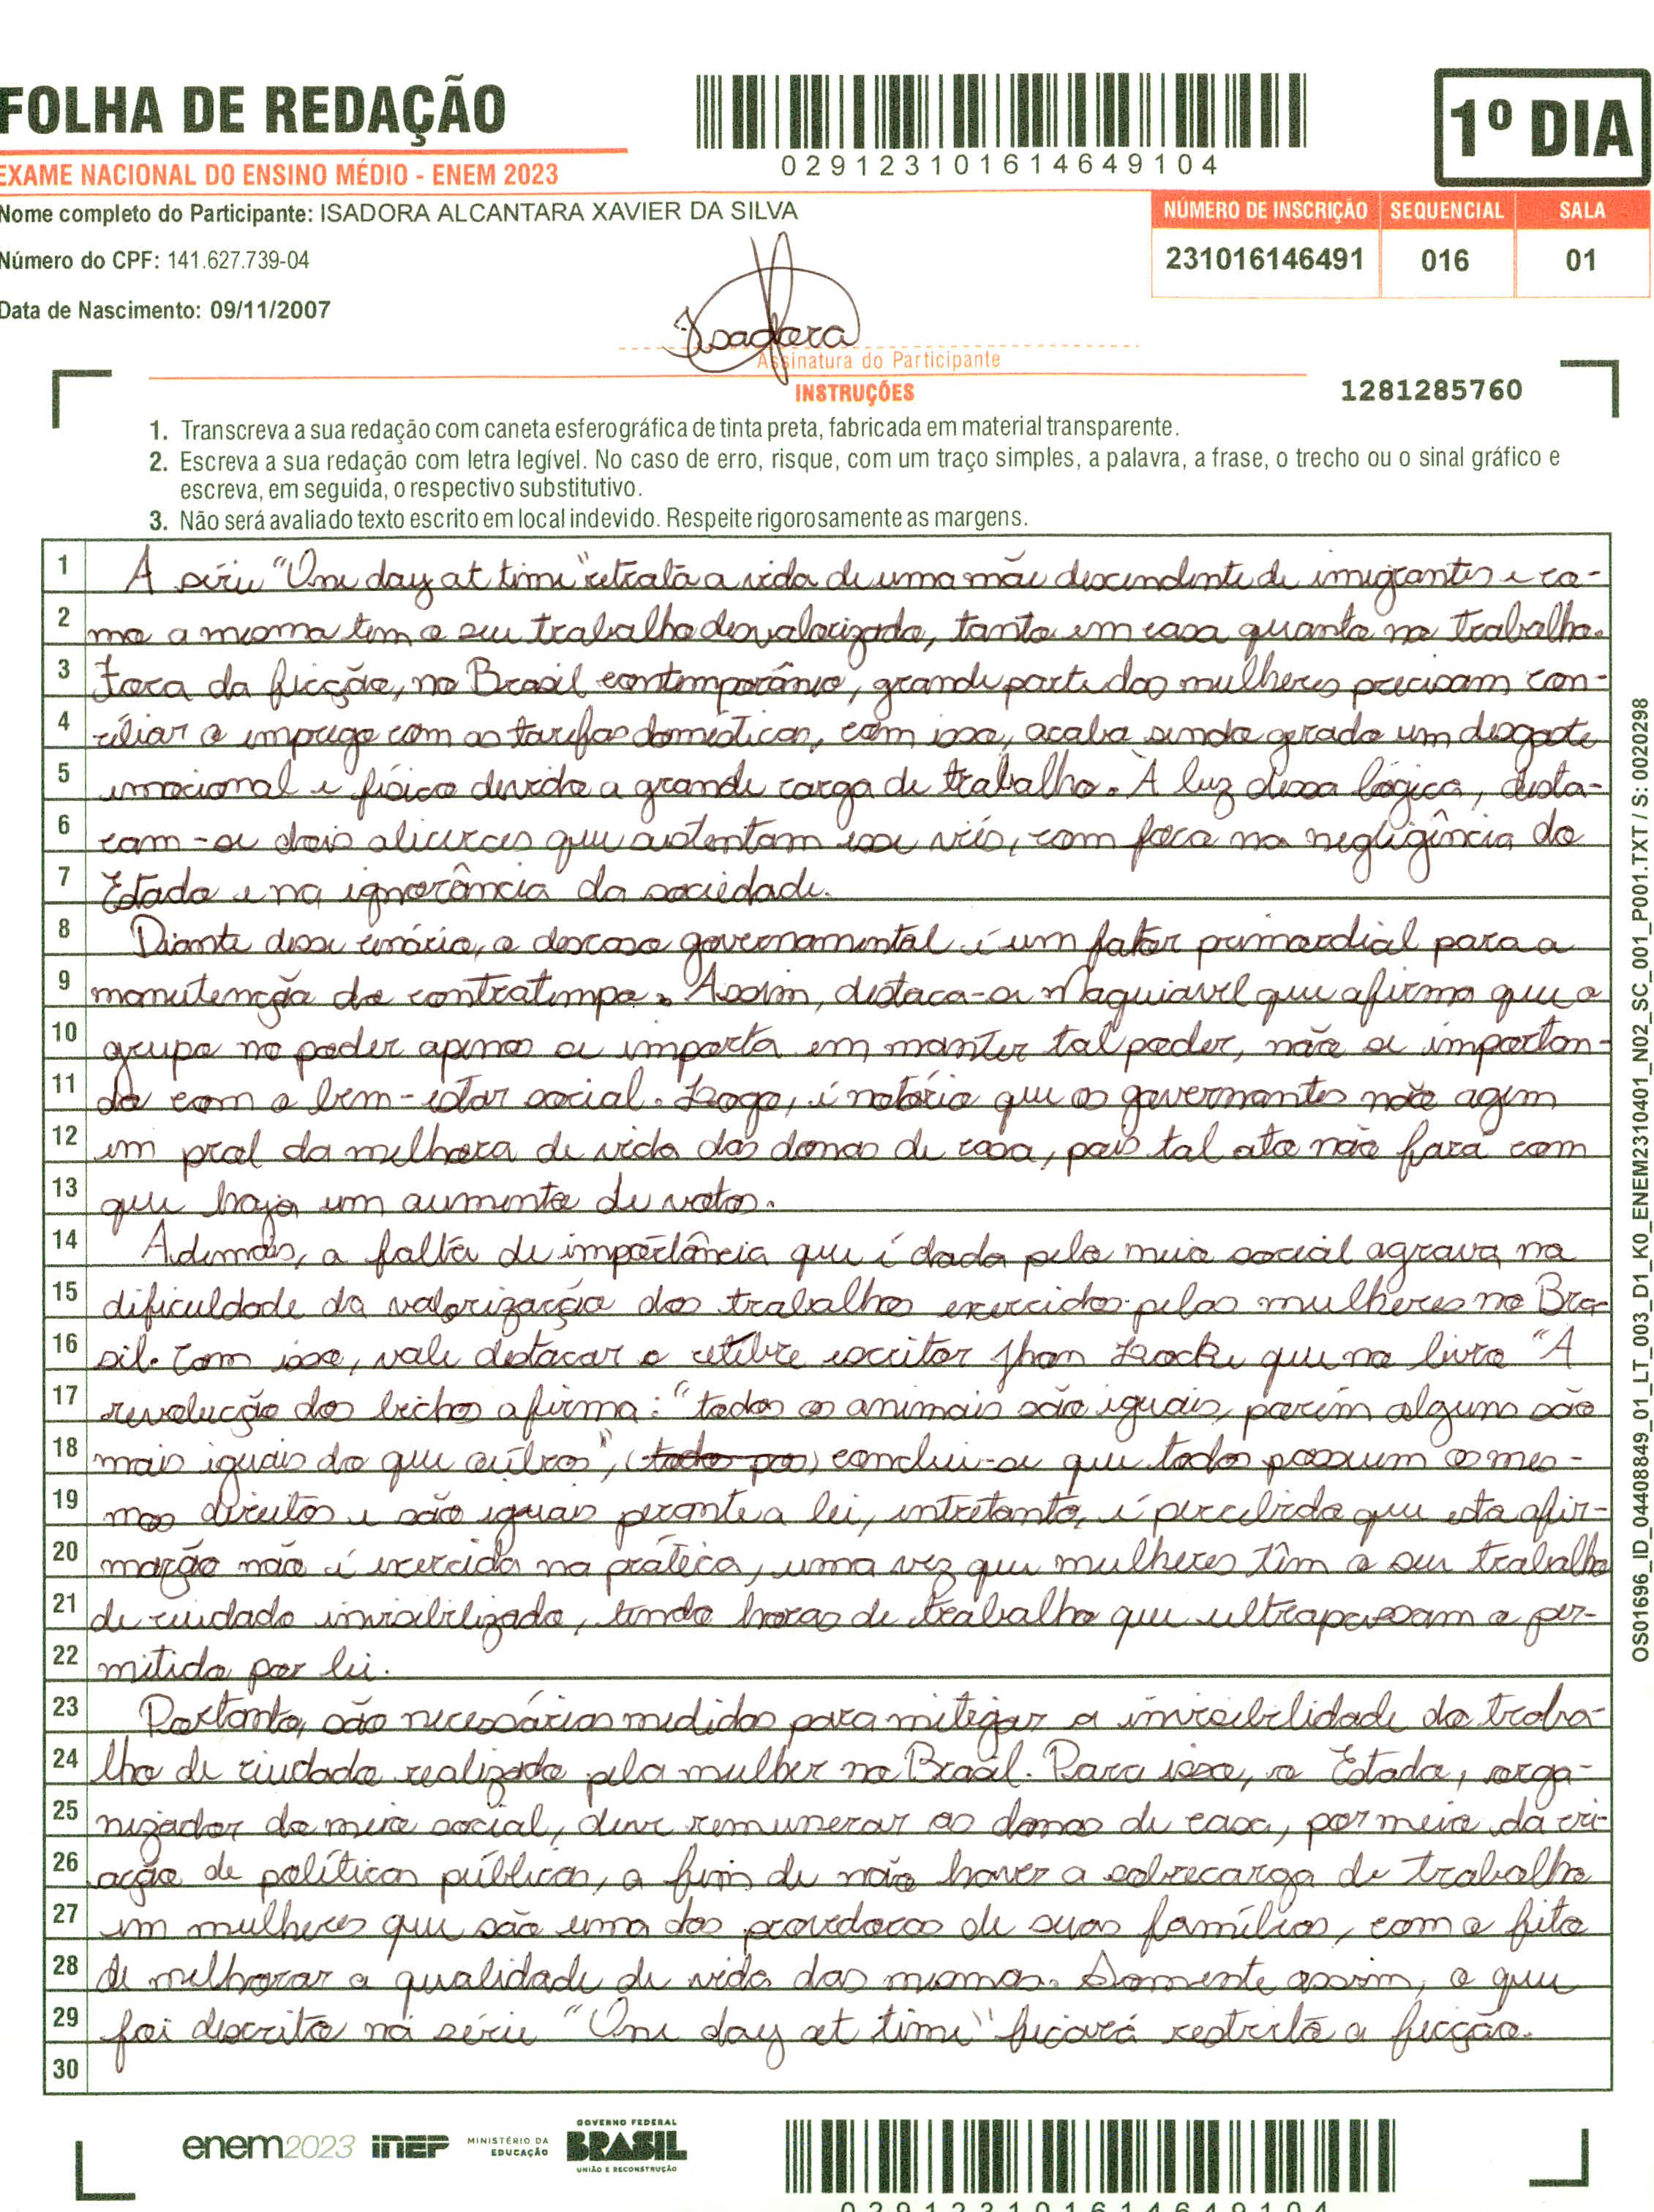 FOLHA DE REDAÇÃO
EXAME NACIONAL DO ENSINO MÉDIO - ENEM 2023
029123101614649104
1º DIA
Nome completo do Participante: ISADORA ALCANTARA XAVIER DA SILVA
Número do CPF: 141.627.739-04
Data de Nascimento: 09/11/2007
NÚMERO DE INSCRIÇÃO SEQUENCIAL SALA
231016146491 016 01
Isadora
Assinatura do Participante
INSTRUÇÕES
1281285760
1. Transcreva a sua redação com caneta esferográfica de tinta preta, fabricada em material transparente.
2. Escreva a sua redação com letra legível. No caso de erro, risque, com um traço simples, a palavra, a frase, o trecho ou o sinal gráfico e
escreva, em seguida, o respectivo substitutivo.
3. Não será avaliado texto escrito em local indevido. Respeite rigorosamente as margens.
1 A série "One day at time" retrata a vida de uma mãe descendente de imigrantes e co-
2 mo a mesma tem o seu trabalho desvalorizado, tanto em casa quanto no trabalho.
3 Fora da ficção, no Brasil contemporâneo, grande parte das mulheres precisam con-
4 ciliar o emprego com as tarefas domésticas, com isso, acaba sendo gerado um desgaste
5 emocional e físico devido a grande carga de trabalho. À luz dessa lógica, desta-
6 cam-se dois alicerces que sustentam esse viés, com foco na negligência do
7 Estado e na ignorância da sociedade.
8 Diante desse cenário, o descaso governamental é um fator primordial para a
9 manutenção do contratempo. Assim, destaca-se Maquiavel que afirma que o
10 grupo no poder apenas se importa em manter tal poder, não se importan-
11 do com o bem-estar social. Logo, é notório que os governantes não agem
12 em prol da melhora de vida das donas de casa, pois tal ato não fará com
13 que haja um aumento de votos.
14 Ademais, a falta de importância que é dada pelo meio social agrava na
15 dificuldade da valorização dos trabalhos exercidos pelas mulheres no Bra-
16 sil. Com isso, vale destacar o celébre escritor Jhon Locke que no livro "A
17 revolucção dos bichos afirma: "todos os animais são iguais, porém alguns são
18 mais iguais do que outros", (todo pos) conclui-se que todos possuem os mes-
19 mos direitos e são iguais perante a lei, entretanto, é percebido que esta afir-
20 mação não é exercida na prática, uma vez que mulheres têm o seu trabalho
21 de cuidado invisibilizado, tendo horas de trabalho que ultrapassam o per-
22 mitido por lei.
23 Portanto, são necessárias medidas para mitigar a invisibilidade do traba-
24 lho de cuidado realizado pela mulher no Brasil. Para isso, o Estado, orga-
25 nizador do meio social, deve remunerar as donas de casa, por meio da cri-
26 ação de políticas públicas, a fim de não haver a sobrecarga de trabalho
27 em mulheres que são uma das provedoras de suas famílias, com o fito
28 de melhorar a qualidade de vida das mesmas. Somente assim, o que
29 foi descrito na série "One day at time" ficará restrito a ficção.
30
OS01696_ID_04408849_01_LT_003_D1_K0_ENEM2310401_N02_SC_001_P001.TXT / S: 0020298
enem2023 inep MINISTÉRIO DA EDUCAÇÃO GOVERNO FEDERAL BRASIL UNIÃO E RECONSTRUÇÃO
029123101614649104